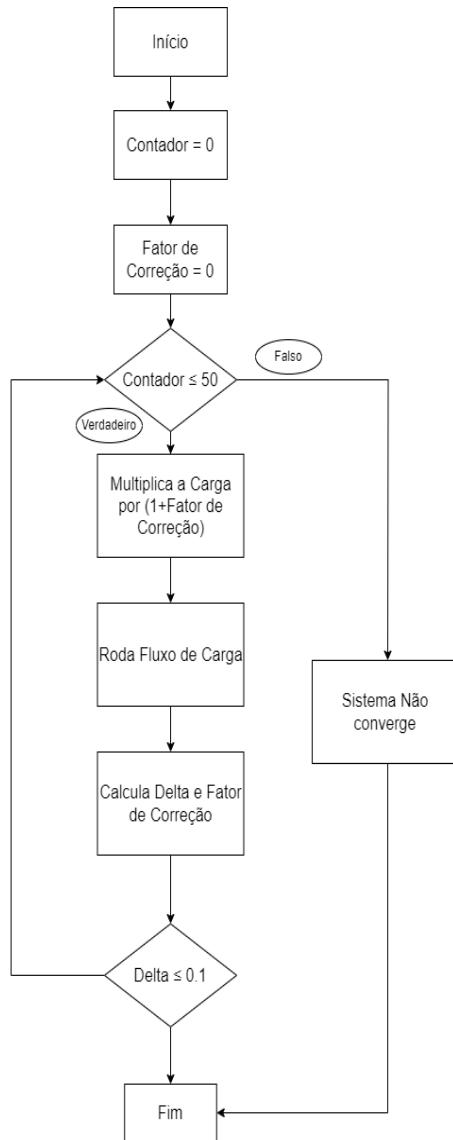 Início
Contador = 0
Fator de
Correção = 0
Contador ≤ 50
Falso
Verdadeiro
Multiplica a Carga
por (1+Fator de
Correção)
Roda Fluxo de Carga
Sistema Não
converge
Calcula Delta e Fator
de Correção
Delta ≤ 0.1
Fim